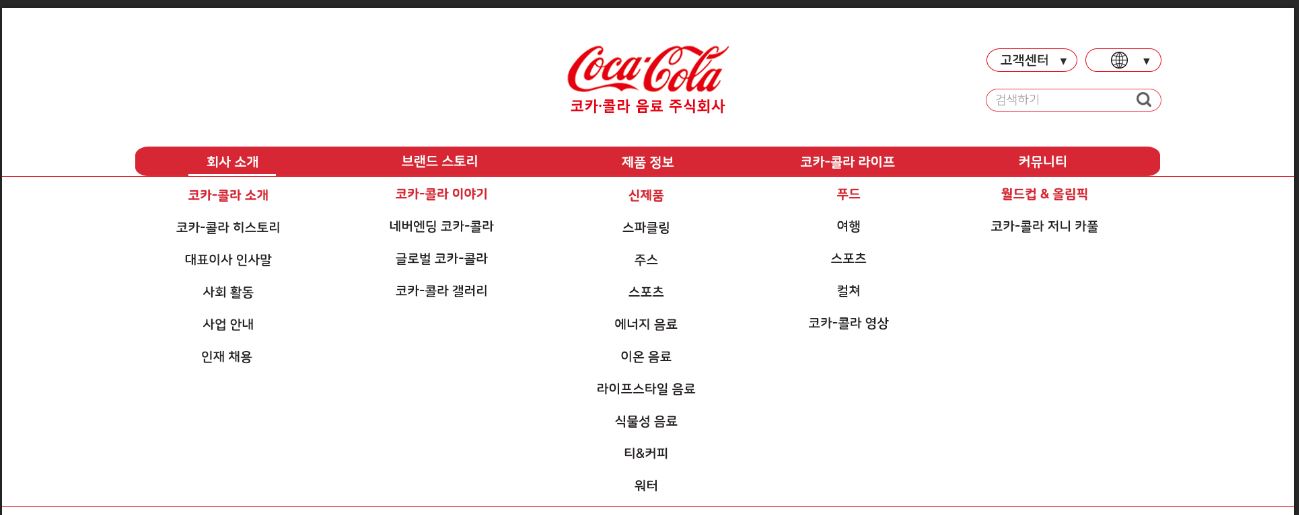 Coca-Cola
코카·콜라 음료 주식회사
고객센터 ▼
▼
검색하기
회사 소개
브랜드 스토리
제품 정보
코카-콜라 라이프
커뮤니티
코카-콜라 소개
코카-콜라 히스토리
대표이사 인사말
사회 활동
사업 안내
인재 채용
코카-콜라 이야기
네버엔딩 코카-콜라
글로벌 코카-콜라
코카-콜라 갤러리
신제품
스파클링
주스
스포츠
에너지 음료
이온 음료
라이프스타일 음료
식물성 음료
티&커피
워터
푸드
여행
스포츠
컬쳐
코카-콜라 영상
월드컵 & 올림픽
코카-콜라 저니 카풀